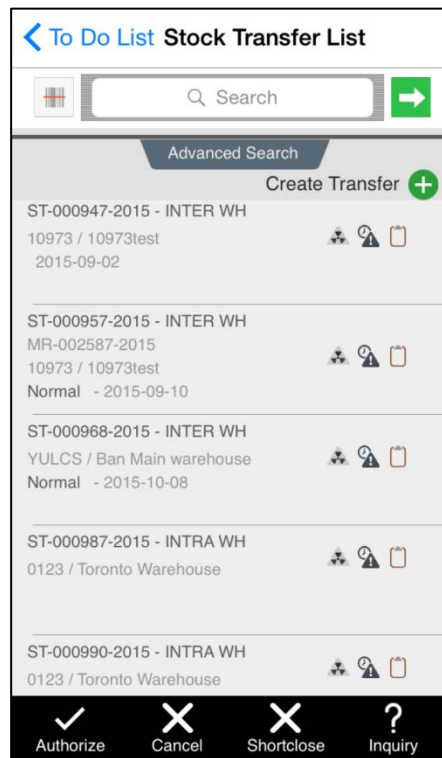 To Do List Stock Transfer List
Search
Advanced Search
Create Transfer
ST-000947-2015 - INTER WH
10973 / 10973test
2015-09-02
ST-000957-2015 - INTER WH
MR-002587-2015
10973 / 10973test
Normal - 2015-09-10
ST-000968-2015 - INTER WH
YULCS / Ban Main warehouse
Normal - 2015-10-08
ST-000987-2015 - INTRA WH
0123 / Toronto Warehouse
ST-000990-2015 - INTRA WH
0123 / Toronto Warehouse
Authorize Cancel Shortclose Inquiry